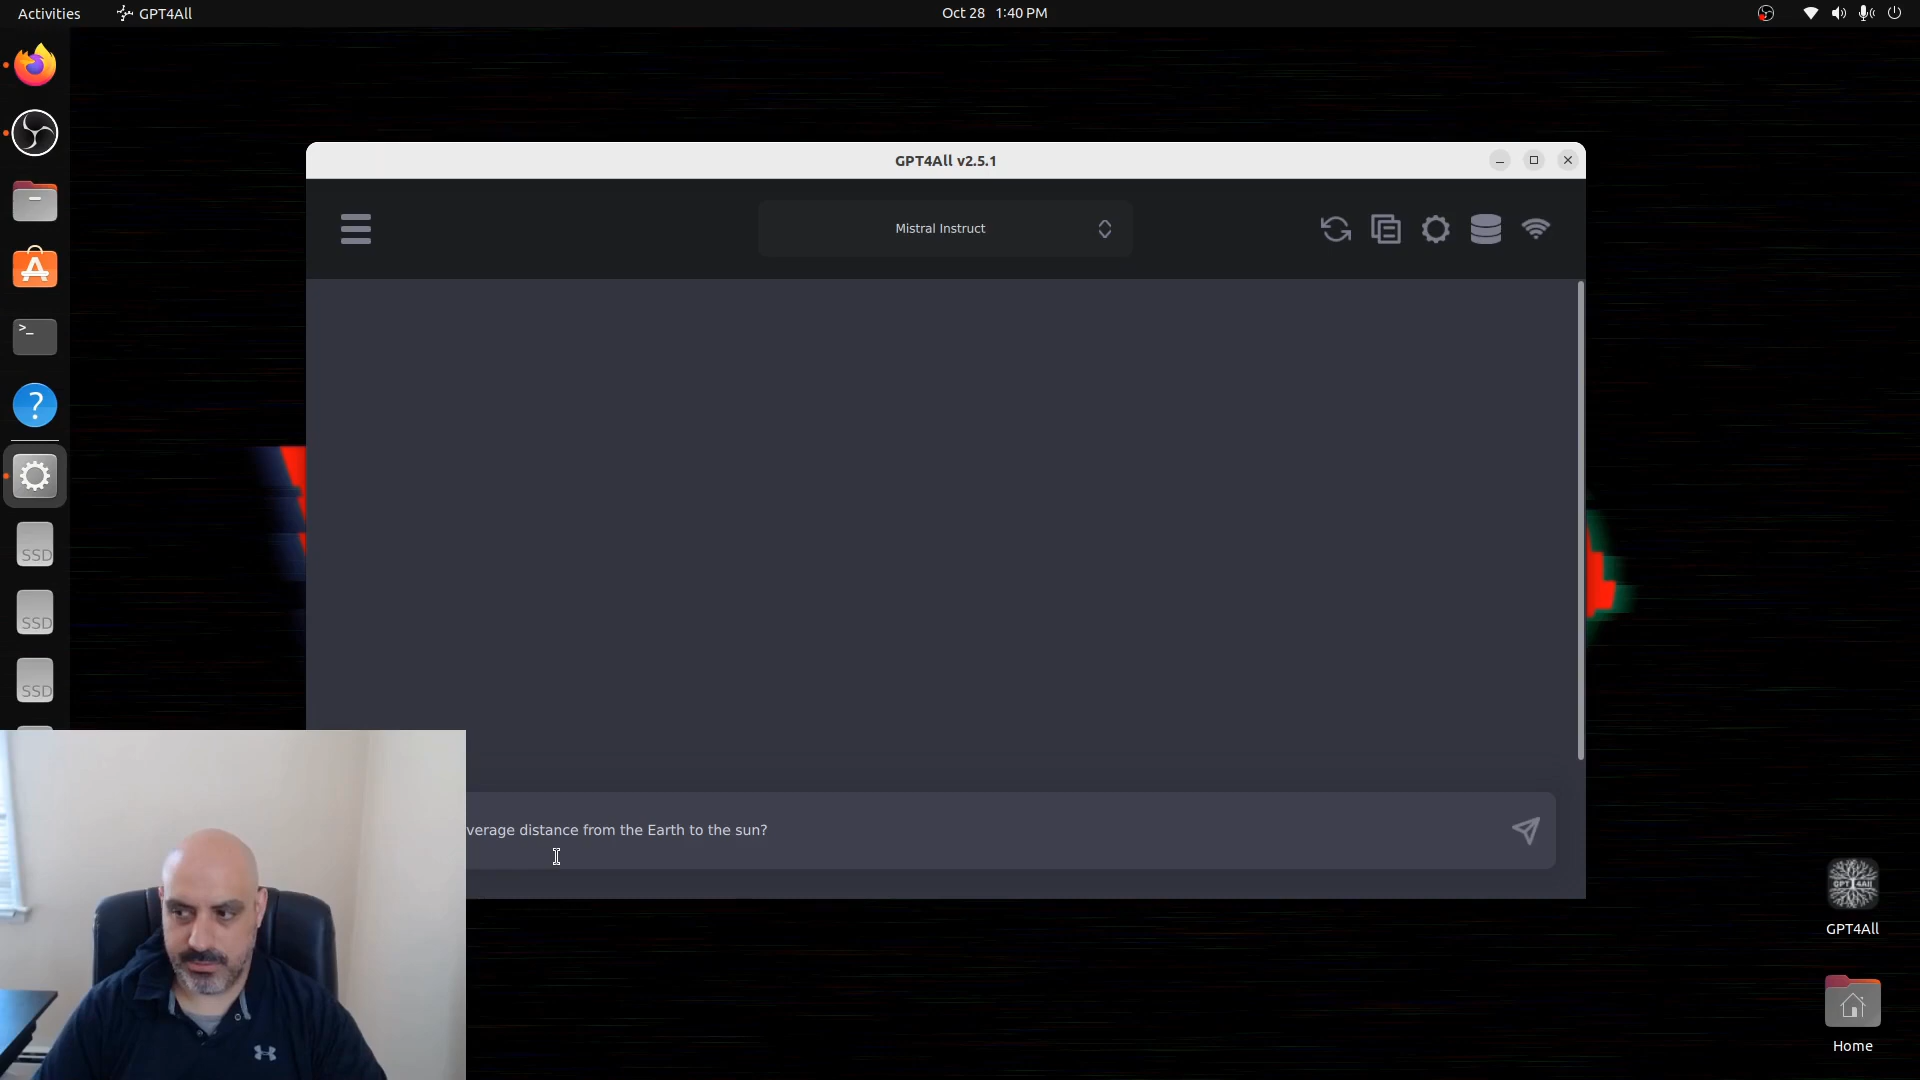 Activities
GPT4All
Oct 28 1:40 PM
GPT4All v2.5.1
Mistral Instruct
SSD
SSD
SSD
verage distance from the Earth to the sun?
GPT4All
GPT4All
Home